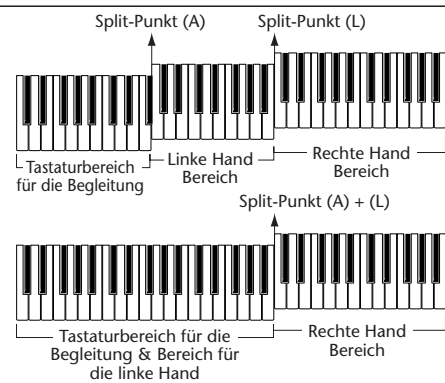 Split-Punkt (A)
Split-Punkt (L)
Tastaturbereich
für die Begleitung
Linke Hand
Bereich
Rechte Hand
Bereich
Split-Punkt (A) + (L)
Tastaturbereich für die
Begleitung & Bereich für
die linke Hand
Rechte Hand
Bereich